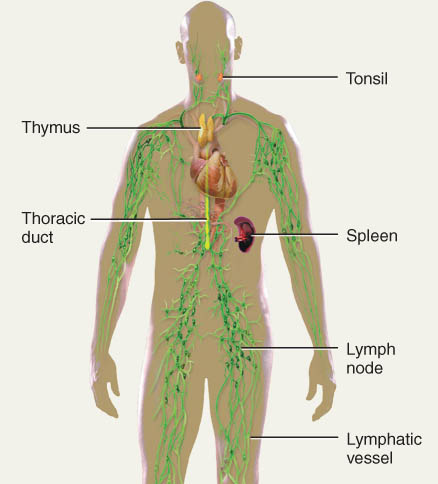 Tonsil
Thymus
Thoracic
duct
Spleen
Lymph
node
Lymphatic
vessel